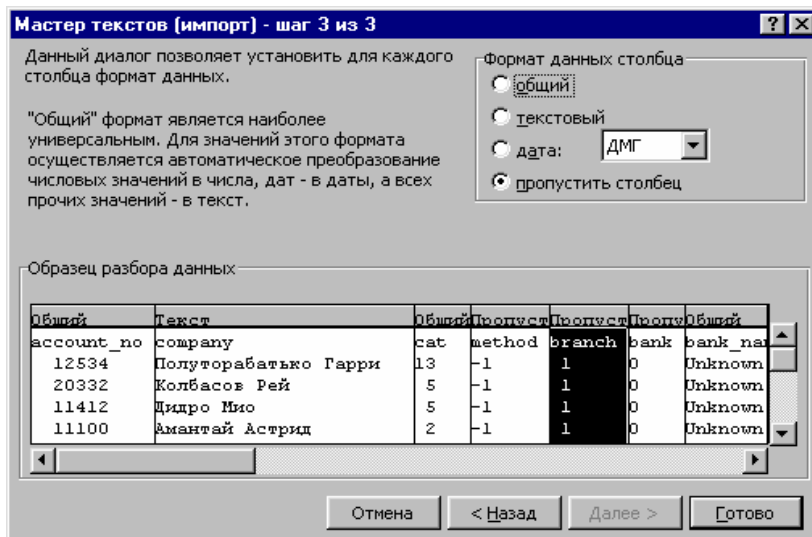 Мастер текстов (импорт) - шаг 3 из 3
Данный диалог позволяет установить для каждого
столбца формат данных.
"Общий" формат является наиболее
универсальным. Для значений этого формата
осуществляется автоматическое преобразование
числовых значений в числа, дат - в даты, а всех
прочих значений - в текст.
Формат данных столбца
общий
текстовый
дата: ДМГ
пропустить столбец
Образец разбора данных
Общий Текст Общий Пропуст Пропуст Пропу Общий
account_no company cat method branch bank bank_nam
12534 Полуторабатько Гарри 13 -1 1 0 Unknown
20332 Колбасов Рей 5 -1 1 0 Unknown
11412 Дидро Мио 5 -1 1 0 Unknown
11100 Амантай Астрид 2 -1 1 0 Unknown
Отмена < Назад Далее > Готово